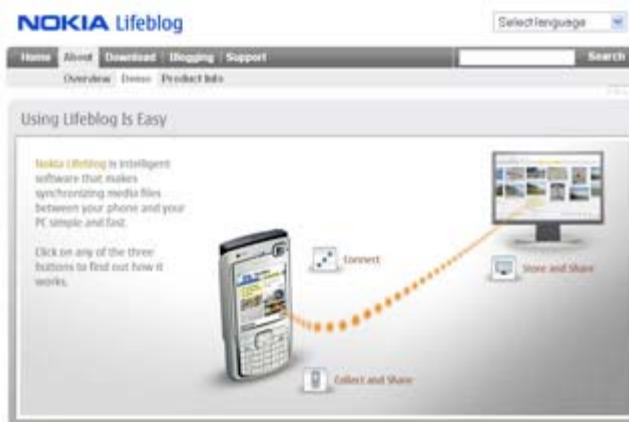 NOKIA Lifeblog
Select language
Home About Download Blogging Support
Search
Overview Demo Product Info
Using Lifeblog Is Easy
Nokia Lifeblog is intelligent
software that makes
synchronizing media files
between your phone and your
PC simple and fast.
Click on any of the three
buttons to find out how it
works.
Connect
Store and Share
Collect and Share